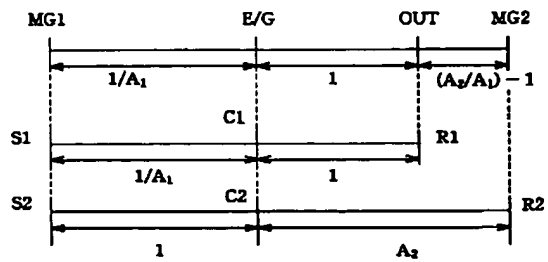 MG1 E/G OUT MG2
1/A₁ 1 (A₂/A₁)−1
S1 C1 R1
1/A₁ 1
S2 C2 R2
1 A₂